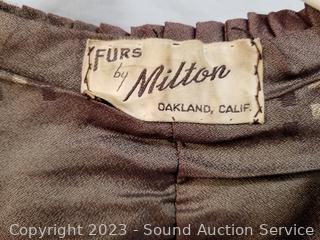 FURS
by Milton
OAKLAND, CALIF.
Copyright 2023 - Sound Auction Service